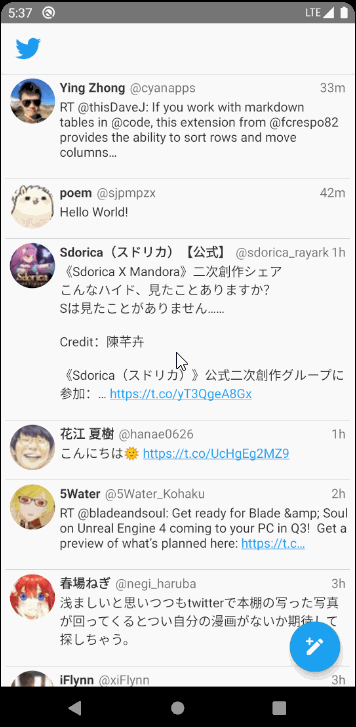 5:37 LTE
Ying Zhong @cyanapps 33m
RT @thisDaveJ: If you work with markdown
tables in @code, this extension from @fcrespo82
provides the ability to sort rows and move
columns…
poem @sjpmpzx 42m
Hello World!
Sdorica（スドリカ）【公式】 @sdorica_rayark 1h
《Sdorica X Mandora》二次創作シェア
こんなハイド、見たことありますか?
Sは見たことがありません……
Credit：陳芊卉
《Sdorica（スドリカ）》公式二次創作グループに
参加：… https://t.co/yT3QgeA8Gx
花江 夏樹 @hanae0626 1h
こんにちは🌞 https://t.co/UcHgEg2MZ9
5Water @5Water_Kohaku 2h
RT @bladeandsoul: Get ready for Blade &amp; Soul
on Unreal Engine 4 coming to your PC in Q3!  Get a
preview of what's planned here: https://t.c…
春場ねぎ @negi_haruba 3h
浅ましいと思いつつもtwitterで本棚の写った写真
が回ってくるとつい自分の漫画がないか期待して
探しちゃう。
iFlynn @xiFlynn 3h